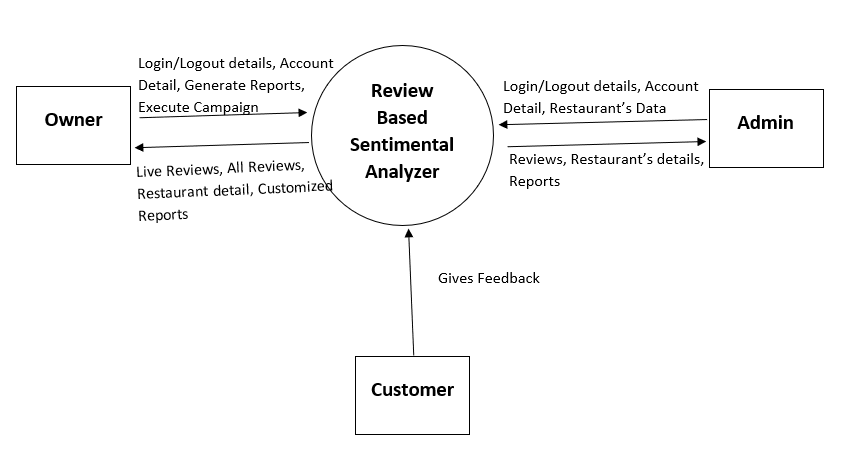 Login/Logout details, Account
Detail, Generate Reports,
Execute Campaign
Owner
Live Reviews, All Reviews,
Restaurant detail, Customized
Reports
Review
Based
Sentimental
Analyzer
Login/Logout details, Account
Detail, Restaurant’s Data
Admin
Reviews, Restaurant’s details,
Reports
Gives Feedback
Customer